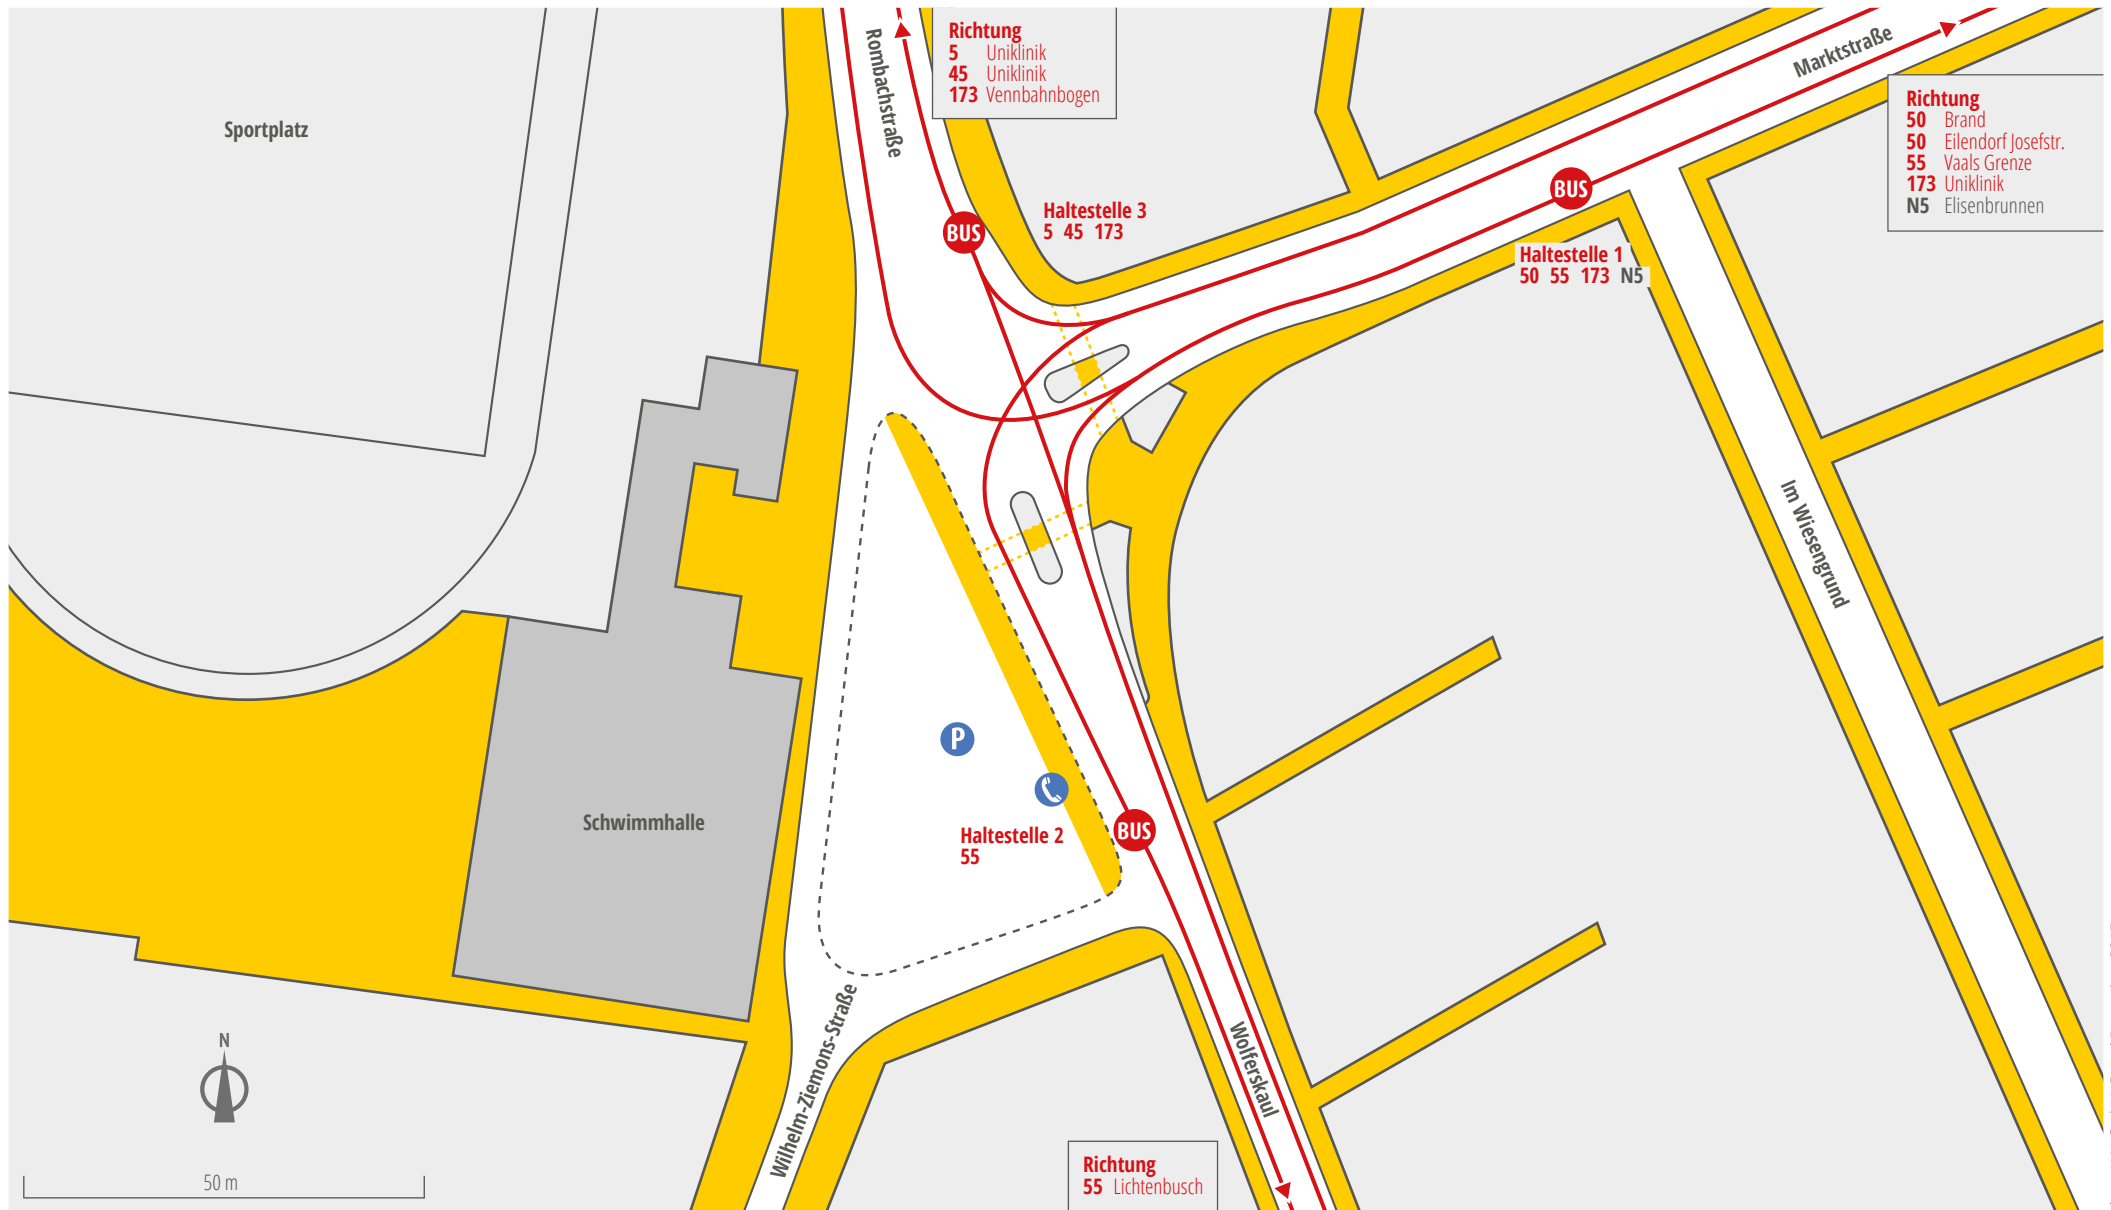 Richtung
5 Uniklinik
45 Uniklinik
173 Vennbahnbogen
Rombachstraße
Marktstraße
Richtung
50 Brand
50 Eilendorf Josefstr.
55 Vaals Grenze
173 Uniklinik
N5 Elisenbrunnen
Sportplatz
BUS
Haltestelle 3
5 45 173
BUS
Haltestelle 1
50 55 173 N5
Im Wiesengrund
P
Schwimmhalle
Haltestelle 2
55
BUS
Wilhelm-Ziemons-Straße
Wolferskaul
N
50 m
Richtung
55 Lichtenbusch